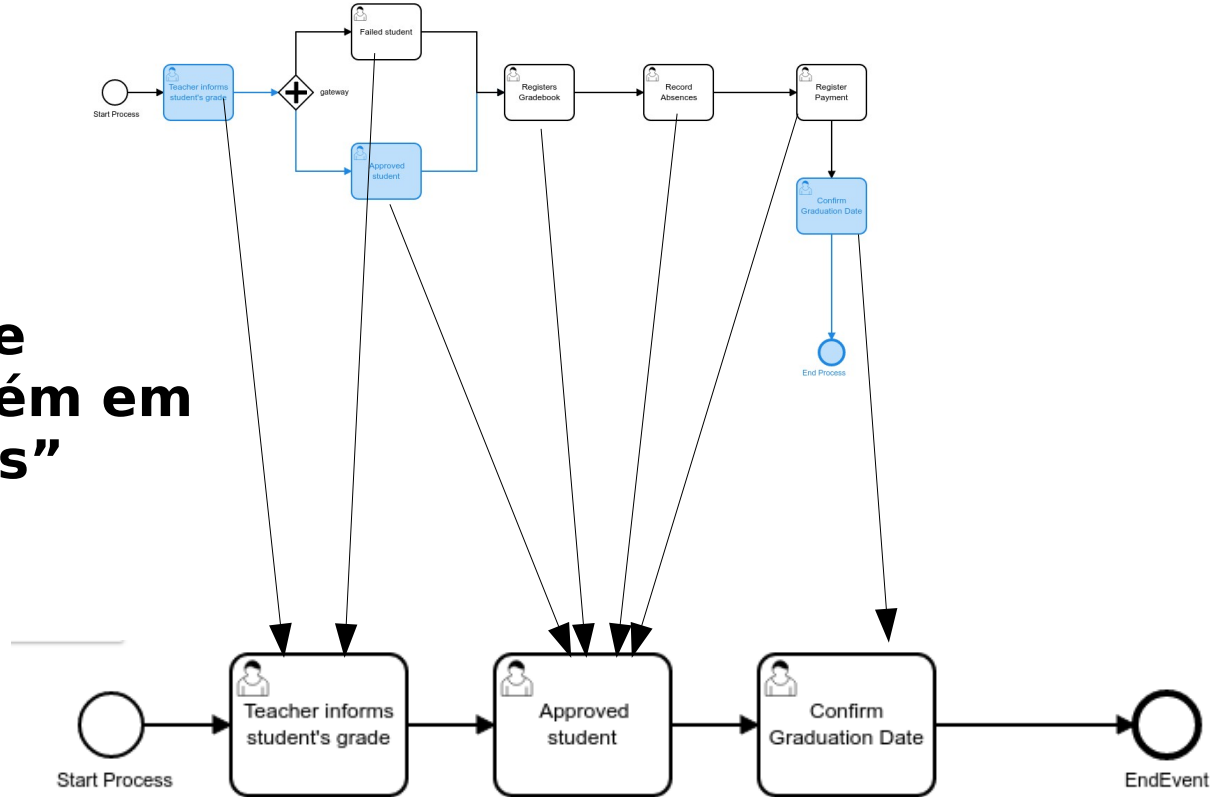 Failed student
Teacher informs
student's grade
gateway
Start Process
Registers
Gradebook
Record
Absences
Register
Payment
Approved
student
Confirm
Graduation Date
End Process
e
ém em
s”
Teacher informs
student's grade
Approved
student
Confirm
Graduation Date
Start Process
EndEvent